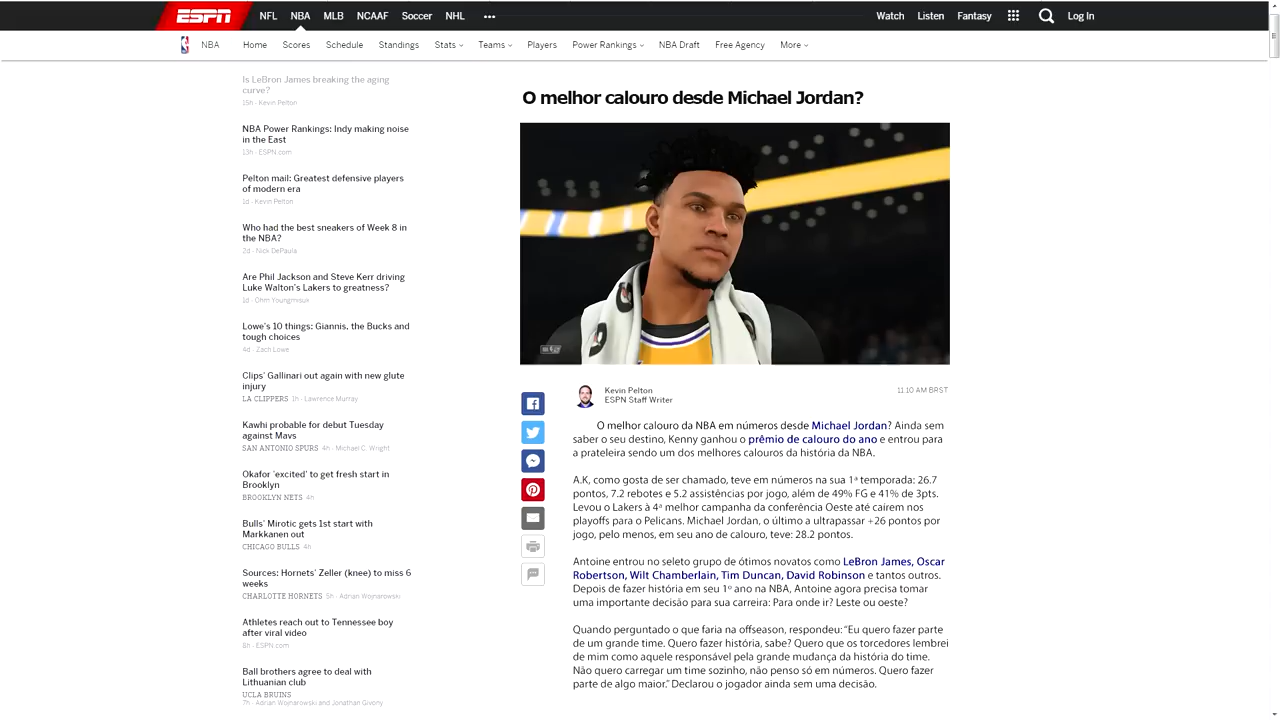 ESPN NFL NBA MLB NCAAF Soccer NHL ••• Watch Listen Fantasy Log In
NBA Home Scores Schedule Standings Stats Teams Players Power Rankings NBA Draft Free Agency More
Is LeBron James breaking the aging
curve?
15h - Kevin Pelton
NBA Power Rankings: Indy making noise
in the East
13h - ESPN.com
Pelton mail: Greatest defensive players
of modern era
1d - Kevin Pelton
Who had the best sneakers of Week 8 in
the NBA?
2d - Nick DePaula
Are Phil Jackson and Steve Kerr driving
Luke Walton's Lakers to greatness?
1d - Ohm Youngmisuk
Lowe's 10 things: Giannis, the Bucks and
tough choices
4d - Zach Lowe
Clips' Gallinari out again with new glute
injury
LA CLIPPERS 1h - Lawrence Murray
Kawhi probable for debut Tuesday
against Mavs
SAN ANTONIO SPURS 4h - Michael C. Wright
Okafor 'excited' to get fresh start in
Brooklyn
BROOKLYN NETS 4h
Bulls' Mirotic gets 1st start with
Markkanen out
CHICAGO BULLS 4h
Sources: Hornets' Zeller (knee) to miss 6
weeks
CHARLOTTE HORNETS 5h - Adrian Wojnarowski
Athletes reach out to Tennessee boy
after viral video
8h - ESPN.com
Ball brothers agree to deal with
Lithuanian club
UCLA BRUINS
7h - Adrian Wojnarowski and Jonathan Givony
O melhor calouro desde Michael Jordan?
Kevin Pelton
ESPN Staff Writer
11.10 AM BRST
O melhor calouro da NBA em números desde Michael Jordan? Ainda sem
saber o seu destino, Kenny ganhou o prêmio de calouro do ano e entrou para
a prateleira sendo um dos melhores calouros da história da NBA.
A.K, como gosta de ser chamado, teve em números na sua 1ª temporada: 26.7
pontos, 7.2 rebotes e 5.2 assistências por jogo, além de 49% FG e 41% de 3pts.
Levou o Lakers à 4ª melhor campanha da conferência Oeste até cairem nos
playoffs para o Pelicans. Michael Jordan, o último a ultrapassar +26 pontos por
jogo, pelo menos, em seu ano de calouro, teve: 28.2 pontos.
Antoine entrou no seleto grupo de ótimos novatos como LeBron James, Oscar
Robertson, Wilt Chamberlain, Tim Duncan, David Robinson e tantos outros.
Depois de fazer história em seu 1º ano na NBA, Antoine agora precisa tomar
uma importante decisão para sua carreira: Para onde ir? Leste ou oeste?
Quando perguntado o que faria na offseason, respondeu: "Eu quero fazer parte
de um grande time. Quero fazer história, sabe? Quero que os torcedores lembrei
de mim como aquele responsável pela grande mudança da história do time.
Não quero carregar um time sozinho, não penso só em números. Quero fazer
parte de algo maior." Declarou o jogador ainda sem uma decisão.